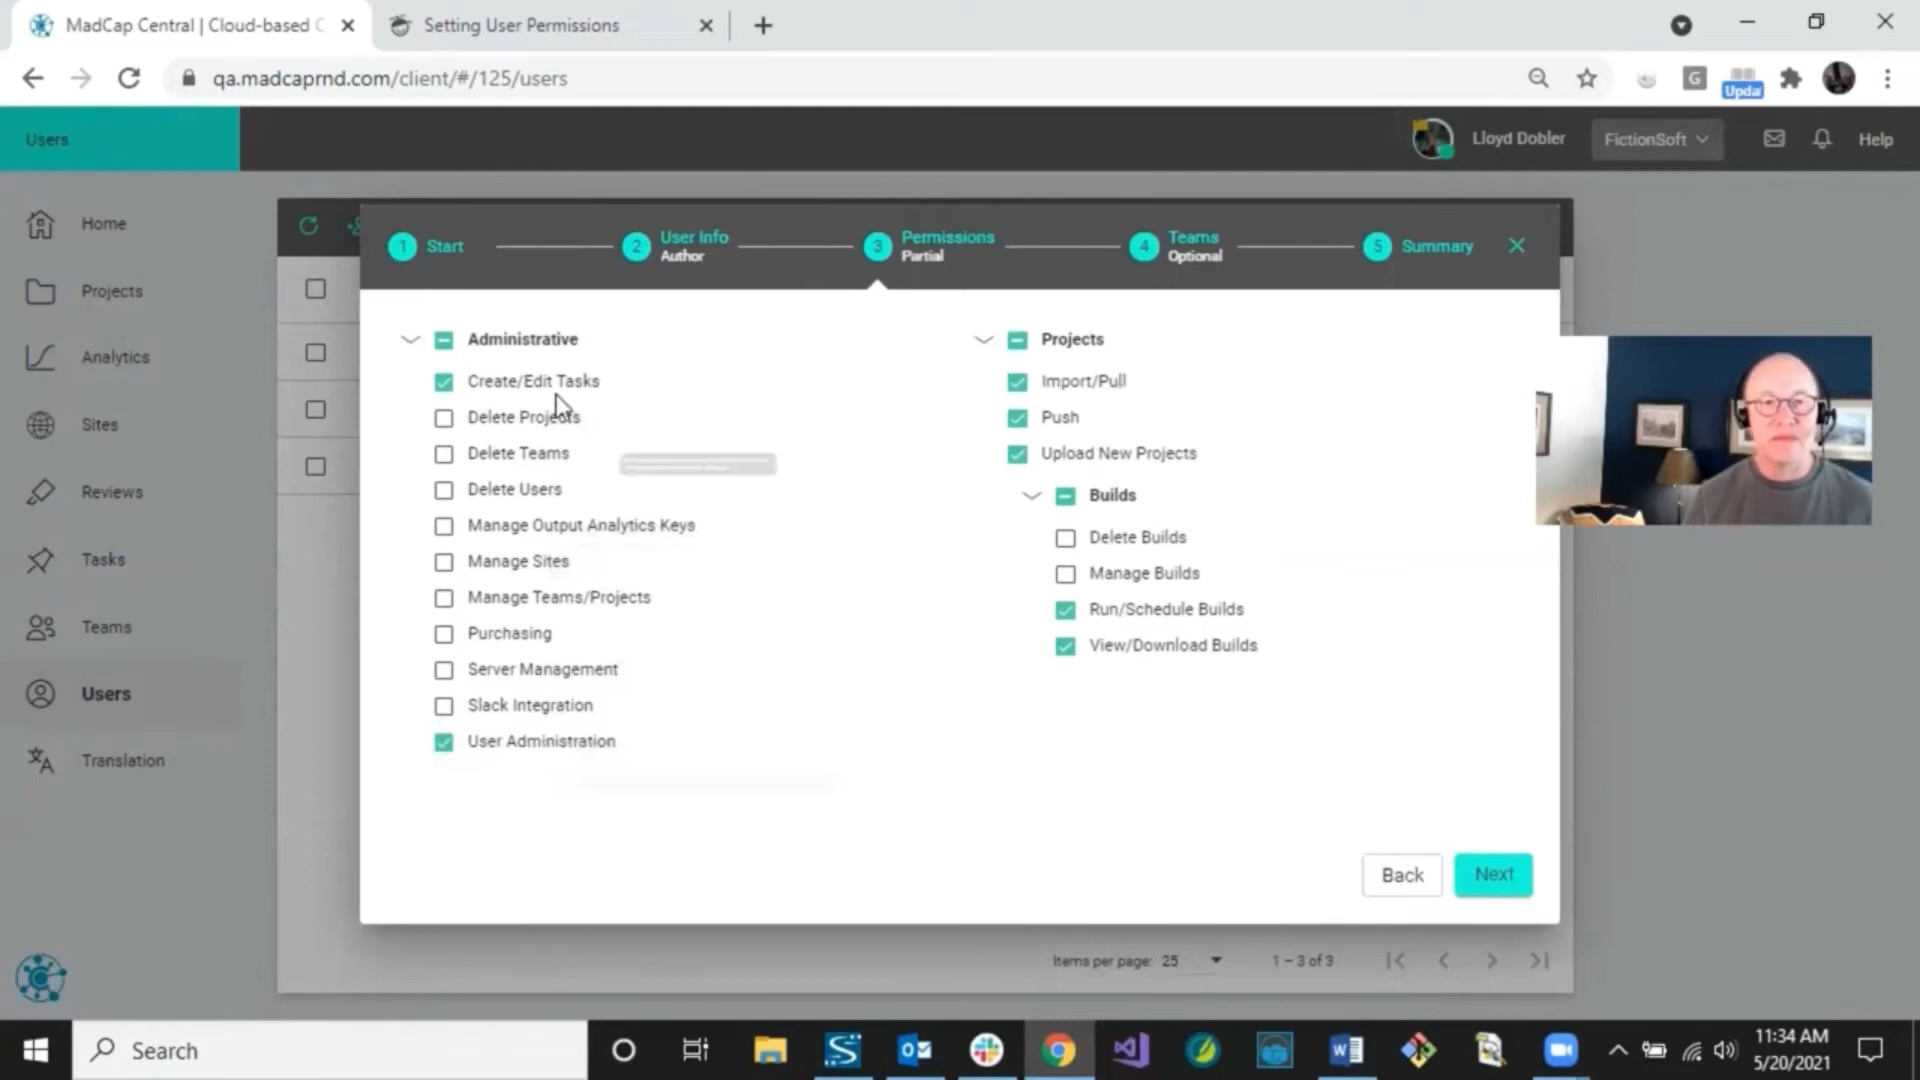 MadCap Central | Cloud-based C
Setting User Permissions
qa.madcaprnd.com/client/#/125/users
G
Updat
Users
Lloyd Dobler
FictionSoft
Help
Home
Projects
Analytics
Sites
Reviews
Tasks
Teams
Users
Translation
1 Start
2 User Info
Author
3 Permissions
Partial
4 Teams
Optional
5 Summary
Administrative
Create/Edit Tasks
Delete Projects
Delete Teams
Delete Users
Manage Output Analytics Keys
Manage Sites
Manage Teams/Projects
Purchasing
Server Management
Slack Integration
User Administration
Projects
Import/Pull
Push
Upload New Projects
Builds
Delete Builds
Manage Builds
Run/Schedule Builds
View/Download Builds
Back
Next
Items per page: 25
1 – 3 of 3
Search
11:34 AM
5/20/2021